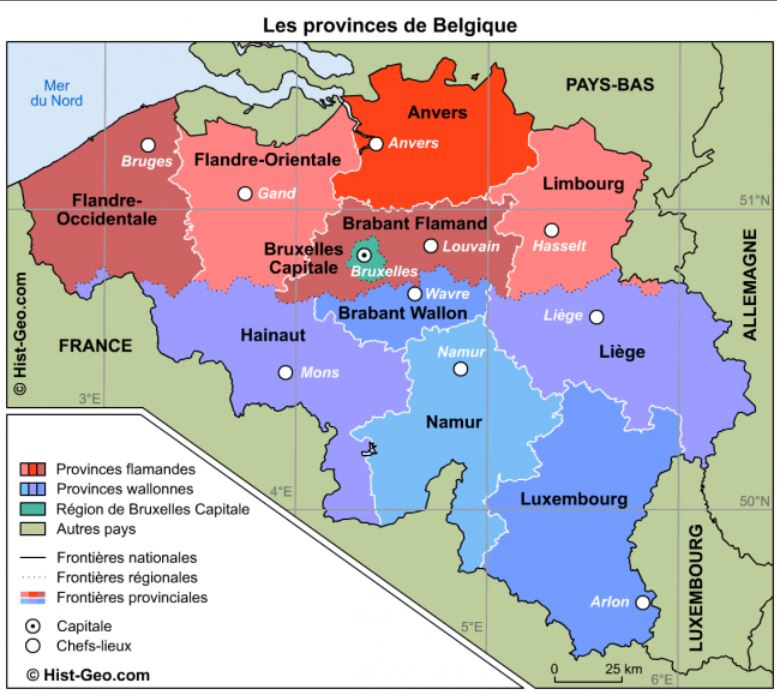 Les provinces de Belgique
Mer
du Nord
PAYS-BAS
Anvers
Anvers
Bruges
Flandre-Orientale
Gand
Limbourg
Flandre-
Occidentale
51°N
Brabant Flamand
Bruxelles
Capitale
Louvain
Hasselt
Bruxelles
ALLEMAGNE
Wavre
Brabant Wallon
Liège
Liège
© Hist-Geo.com
FRANCE
Hainaut
Mons
Namur
Namur
3°E
4°E
Luxembourg
50°N
LUXEMBOURG
Arlon
5°E
6°E
0 25 km
Provinces flamandes
Provinces wallonnes
Région de Bruxelles Capitale
Autres pays
Frontières nationales
Frontières régionales
Frontières provinciales
Capitale
Chefs-lieux
© Hist-Geo.com